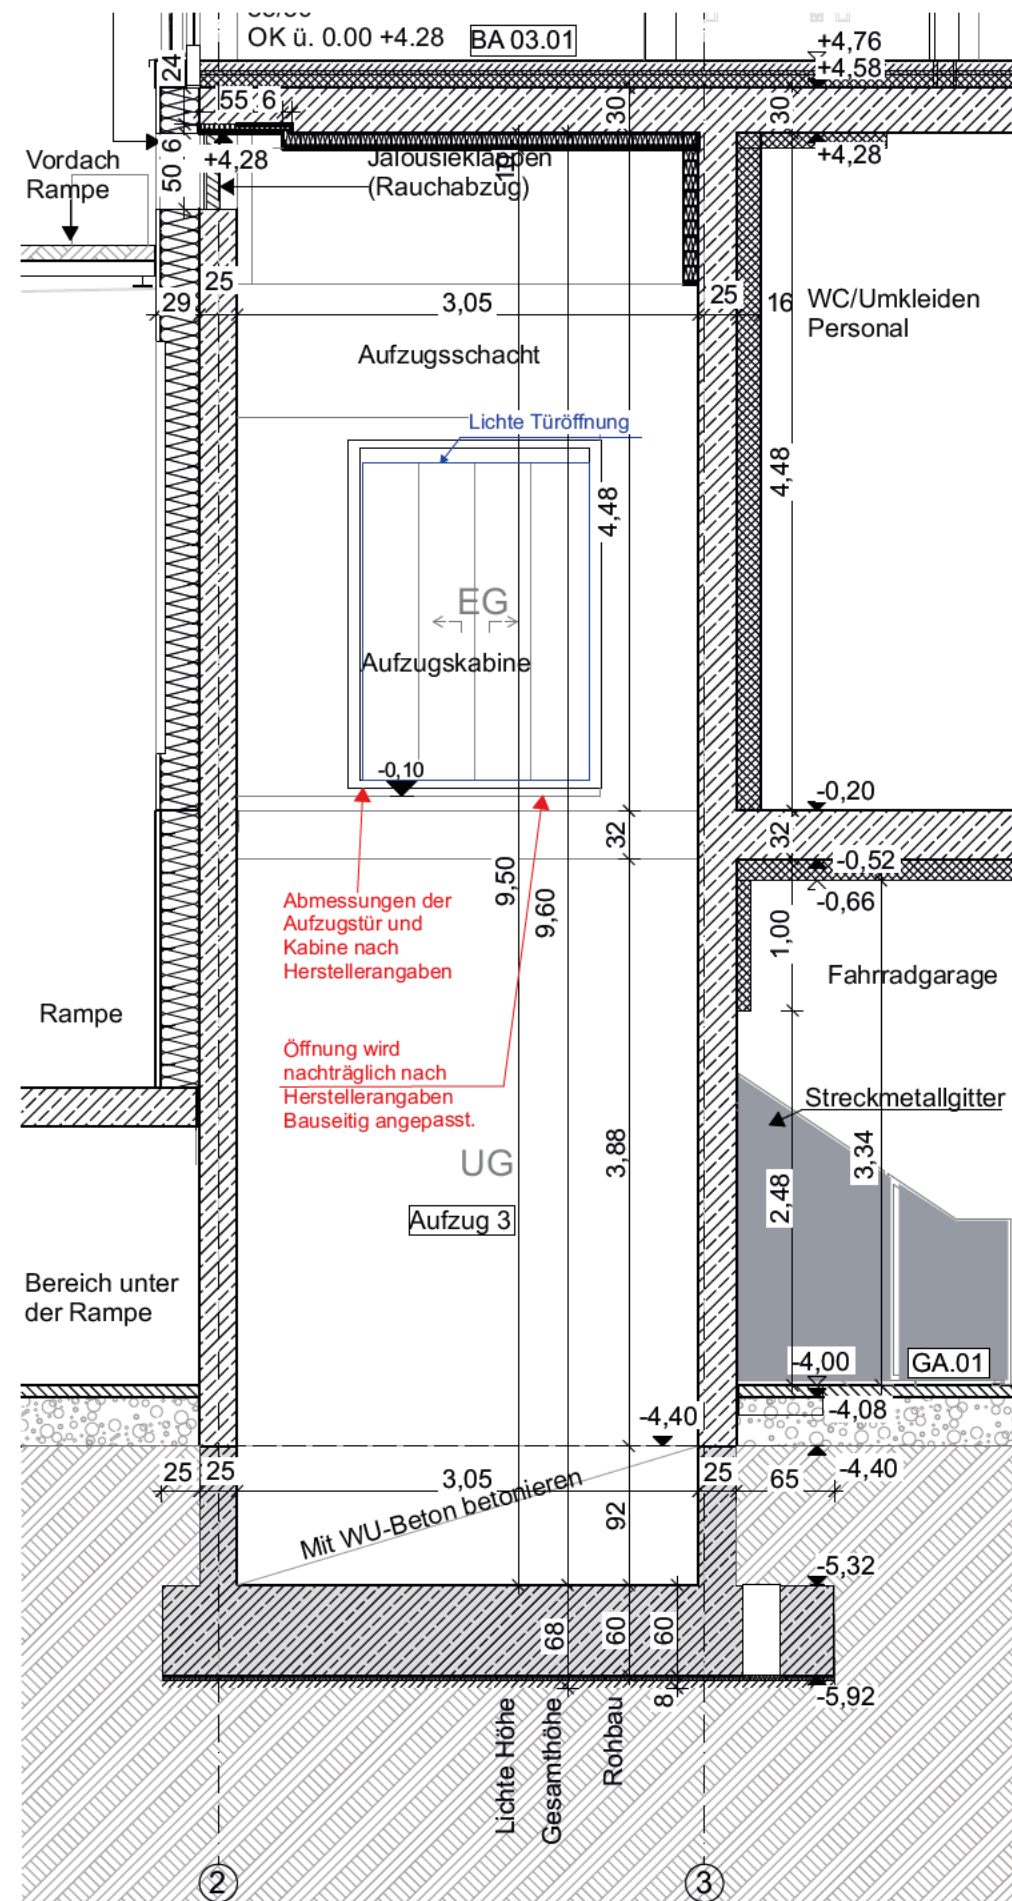 OK ü. 0.00 +4.28
BA 03.01
+4,76
+4,58
24
55
6
30
30
6
50
+4,28
+4,28
Vordach
Rampe
Jalousieklappen
(Rauchabzug)
10
25
29
3,05
25
16
WC/Umkleiden
Personal
Aufzugsschacht
Lichte Türöffnung
4,48
4,48
EG
Aufzugskabine
-0,10
-0,20
32
32
-0,52
-0,66
9,50
9,60
Abmessungen der
Aufzugstür und
Kabine nach
Herstellerangaben
1,00
Fahrradgarage
Rampe
Öffnung wird
nachträglich nach
Herstellerangaben
Bauseitig angepasst.
Streckmetallgitter
3,88
3,34
UG
2,48
Aufzug 3
Bereich unter
der Rampe
-4,00
GA.01
-4,40
-4,08
25
25
3,05
25
65
-4,40
Mit WU-Beton betonieren
92
-5,32
68
60
60
8
-5,92
Lichte Höhe
Gesamthöhe
Rohbau
2
3